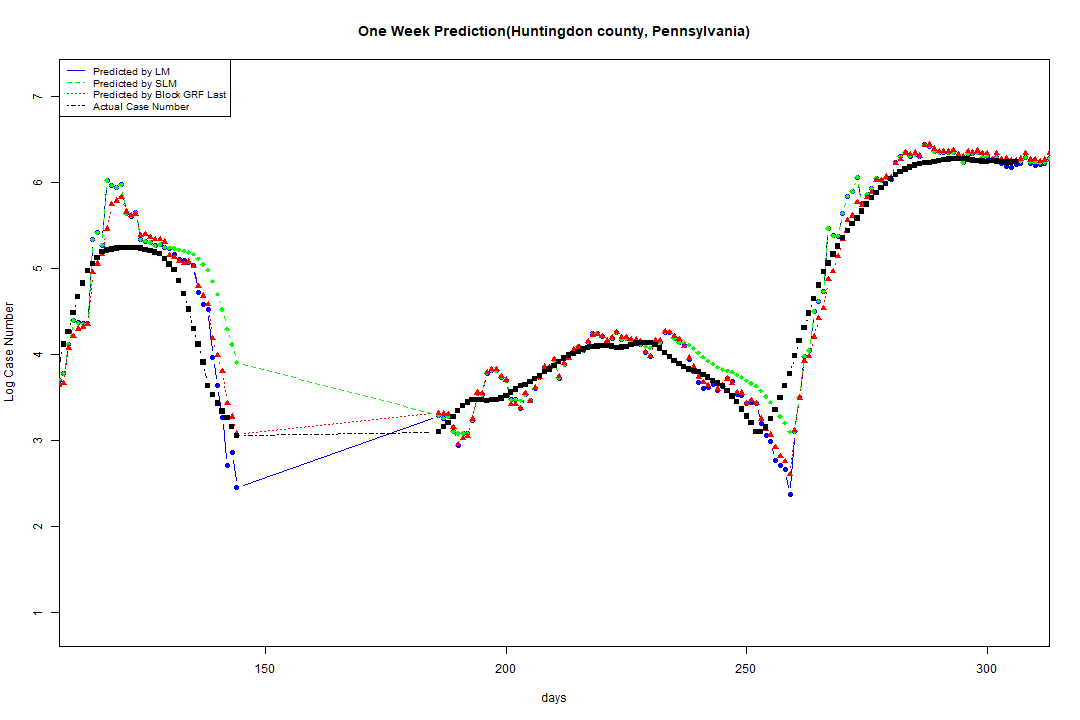 One Week Prediction(Huntingdon county, Pennsylvania)
Predicted by LM
Predicted by SLM
Predicted by Block GRF Last
Actual Case Number
Log Case Number
7
6
5
4
3
2
1
150
200
250
300
days